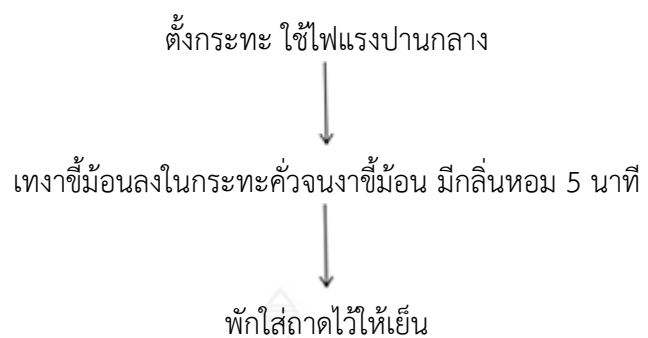 ตั้งกระทะ ใช้ไฟแรงปานกลาง
เทงาขี้ม้อนลงในกระทะคั่วจนงาขี้ม้อน มีกลิ่นหอม 5 นาที
พักใส่ถาดไว้ให้เย็น